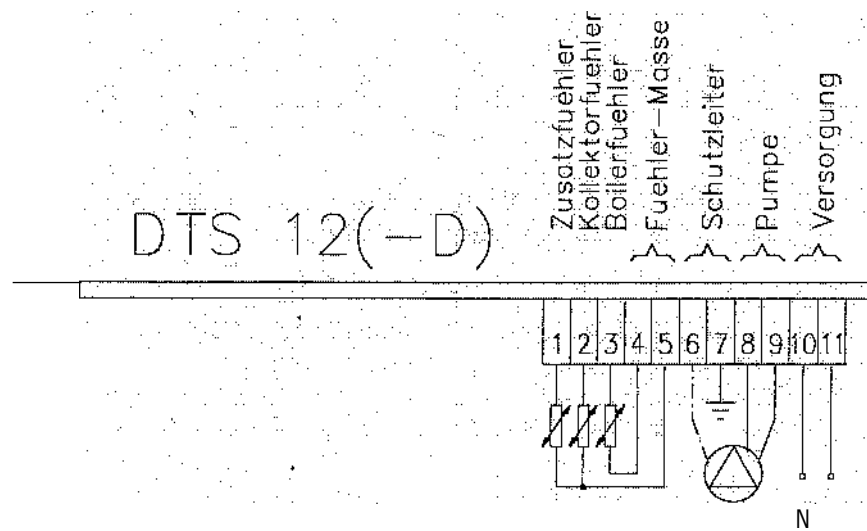 Zusatzfuehler
Kollektorfuehler
Boilerfuehler
Fuehler-Masse
Schutzleiter
Pumpe
Versorgung
DTS 12(-D)
1 2 3 4 5 6 7 8 9 10 11
N